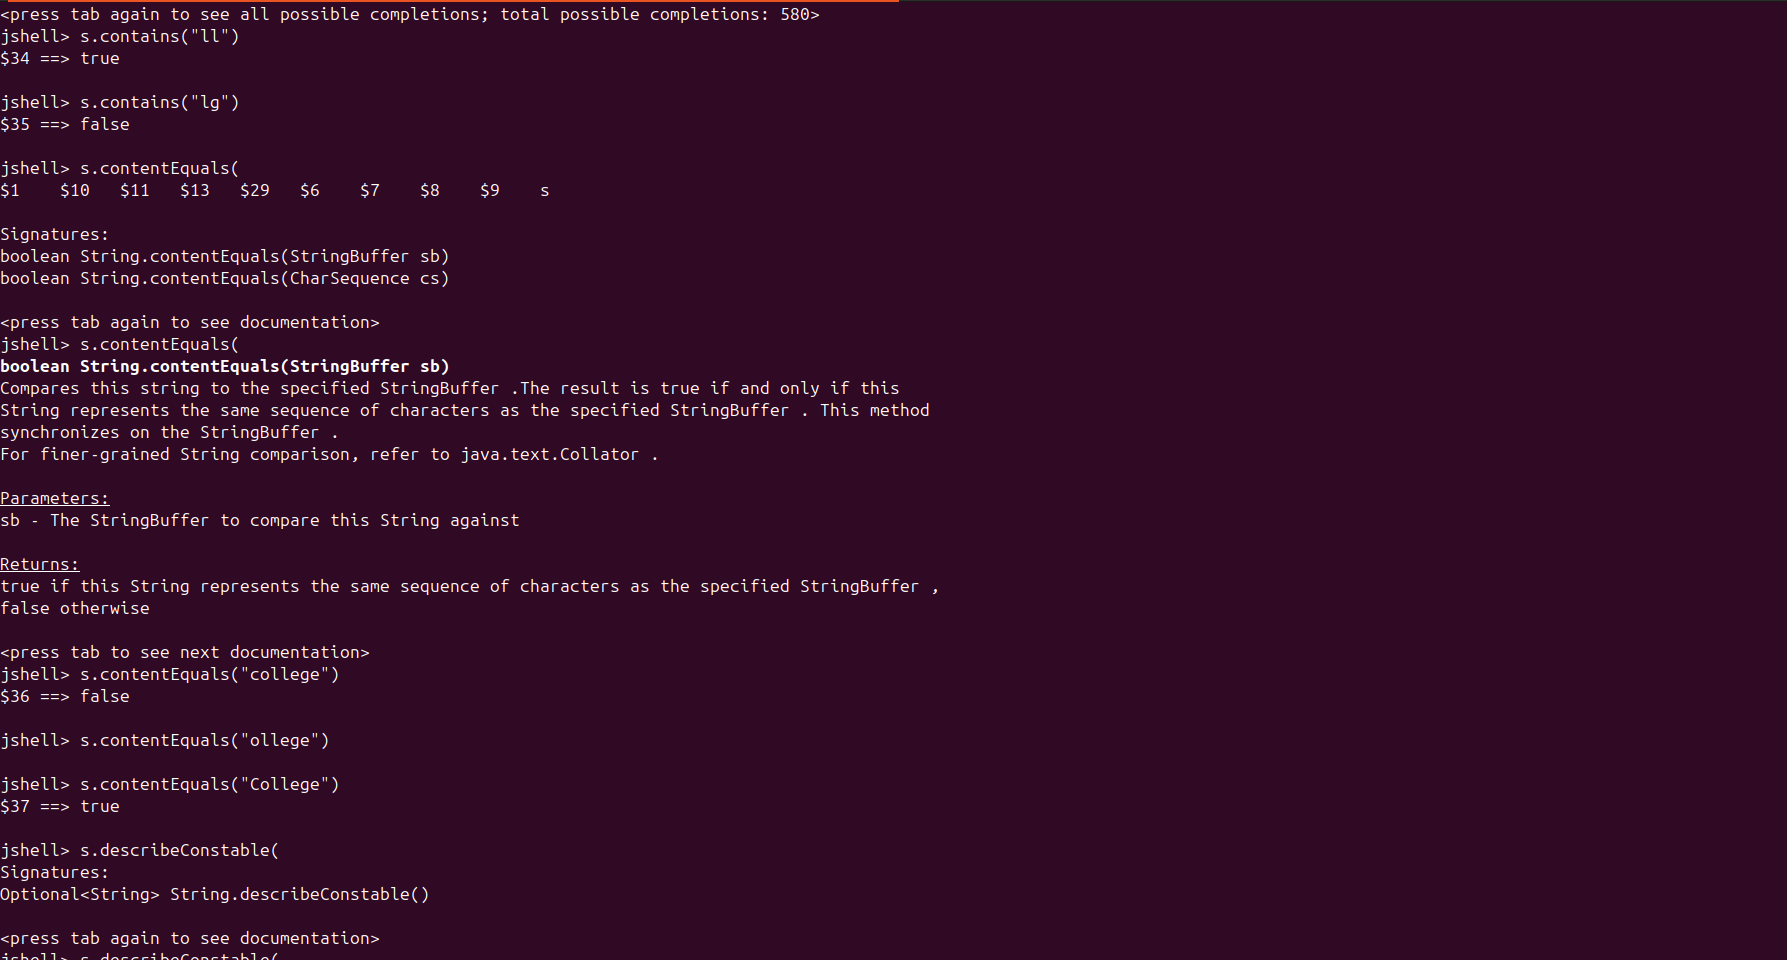 <press tab again to see all possible completions; total possible completions: 580>
jshell> s.contains("ll")
$34 ==> true
jshell> s.contains("lg")
$35 ==> false
jshell> s.contentEquals(
$1    $10   $11   $13   $29   $6    $7    $8    $9    s
Signatures:
boolean String.contentEquals(StringBuffer sb)
boolean String.contentEquals(CharSequence cs)
<press tab again to see documentation>
jshell> s.contentEquals(
boolean String.contentEquals(StringBuffer sb)
Compares this string to the specified StringBuffer .The result is true if and only if this
String represents the same sequence of characters as the specified StringBuffer . This method
synchronizes on the StringBuffer .
For finer-grained String comparison, refer to java.text.Collator .
Parameters:
sb - The StringBuffer to compare this String against
Returns:
true if this String represents the same sequence of characters as the specified StringBuffer ,
false otherwise
<press tab to see next documentation>
jshell> s.contentEquals("college")
$36 ==> false
jshell> s.contentEquals("ollege")
jshell> s.contentEquals("College")
$37 ==> true
jshell> s.describeConstable(
Signatures:
Optional<String> String.describeConstable()
<press tab again to see documentation>
jshell> s.describeConstable(